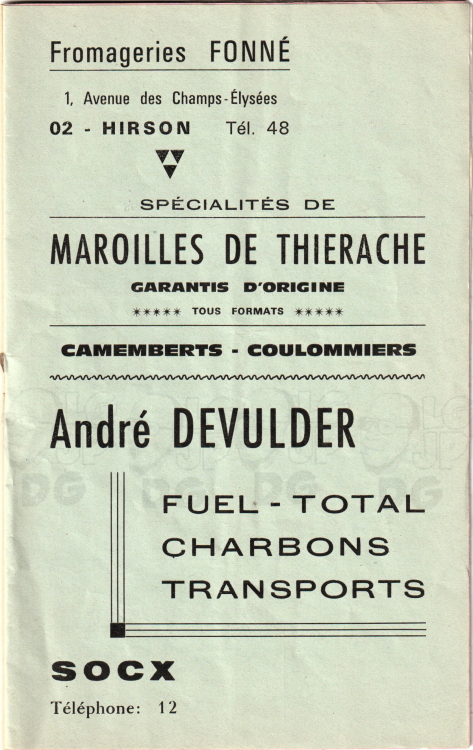 Fromageries FONNÉ
1, Avenue des Champs-Élysées
02 - HIRSON Tél. 48
SPÉCIALITÉS DE
MAROILLES DE THIERACHE
GARANTIS D'ORIGINE
***** TOUS FORMATS *****
CAMEMBERTS - COULOMMIERS
André DEVULDER
FUEL - TOTAL
CHARBONS
TRANSPORTS
SOCX
Téléphone: 12